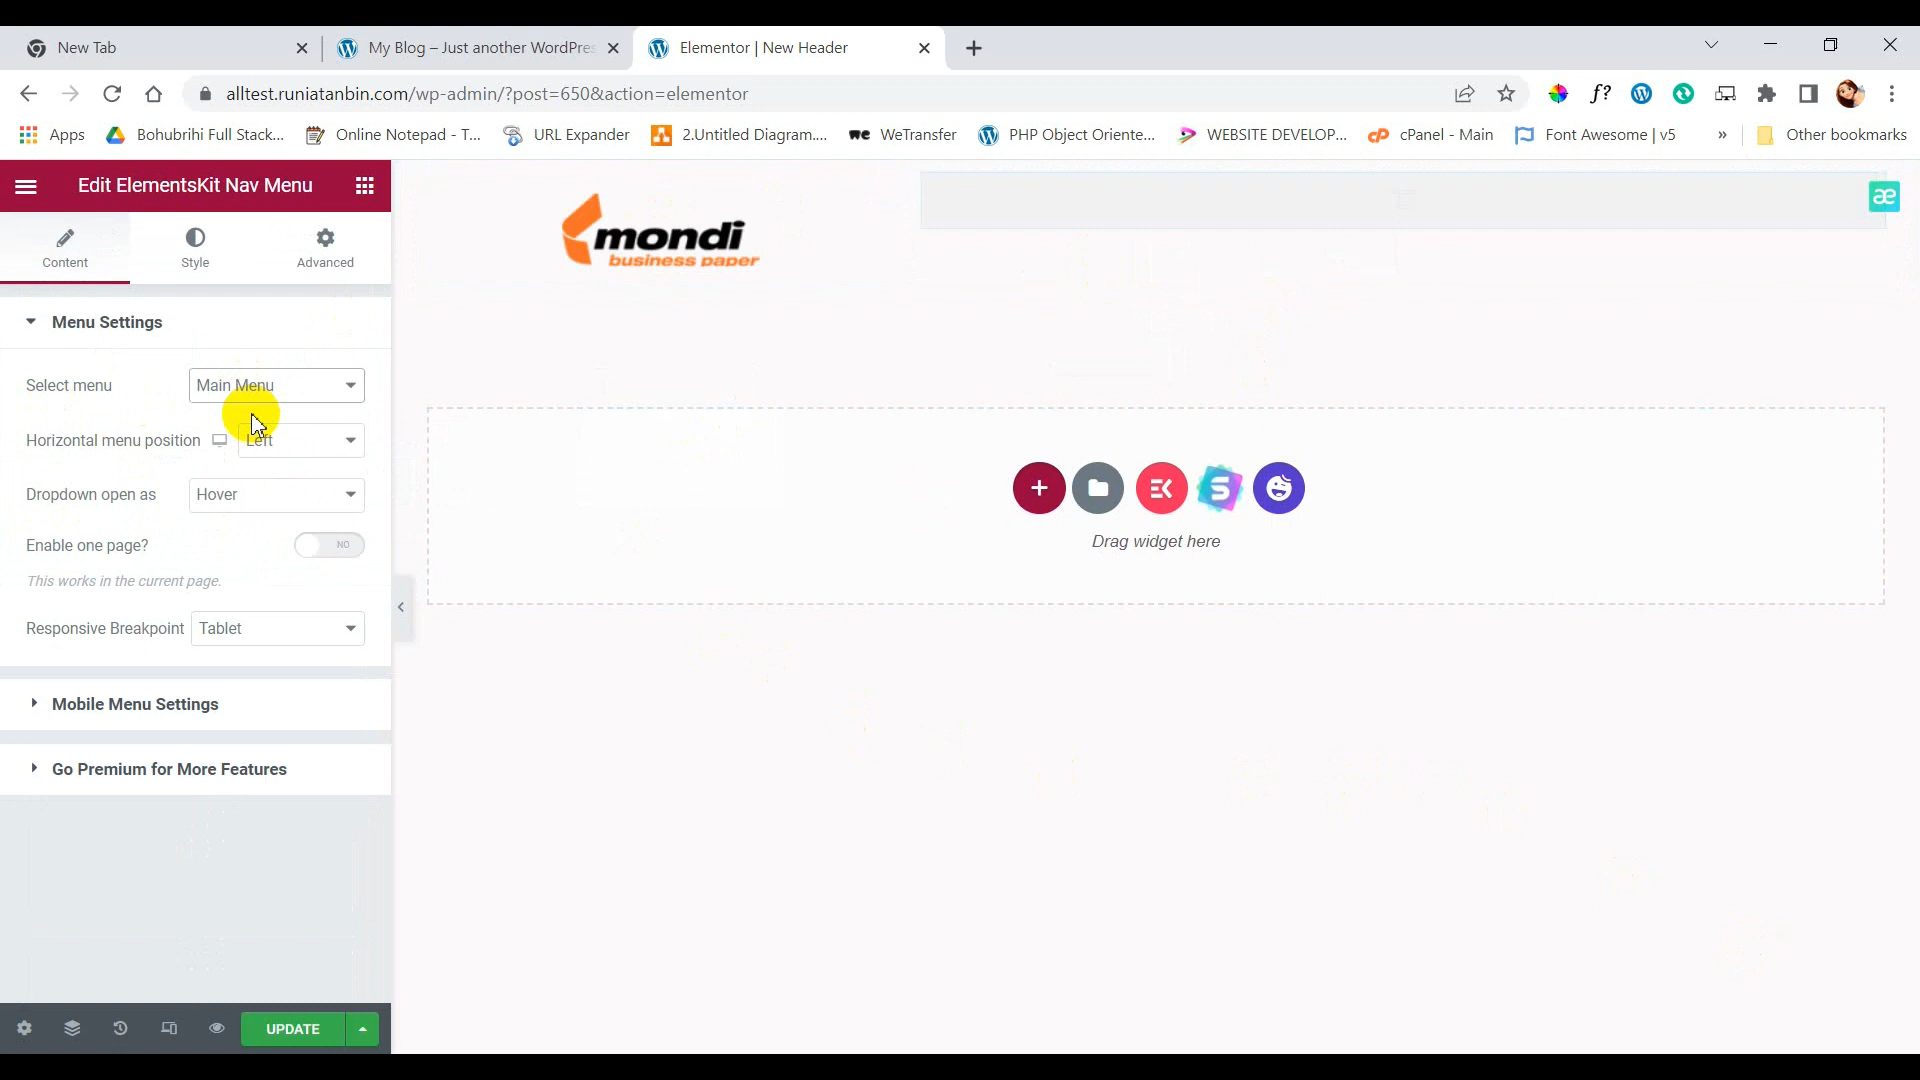 New Tab
My Blog – Just another WordPres
Elementor | New Header
alltest.runiatanbin.com/wp-admin/?post=650&action=elementor
f?
Apps
Bohubrihi Full Stack...
Online Notepad - T...
URL Expander
2.Untitled Diagram....
we
WeTransfer
PHP Object Oriente...
WEBSITE DEVELOP...
cPanel - Main
Font Awesome | v5
»
Other bookmarks
Edit ElementsKit Nav Menu
Content
Style
Advanced
mondi
business paper
æ
Menu Settings
Select menu
Main Menu
Horizontal menu position
Left
Dropdown open as
Hover
Enable one page?
NO
This works in the current page.
Responsive Breakpoint
Tablet
Drag widget here
Mobile Menu Settings
Go Premium for More Features
UPDATE